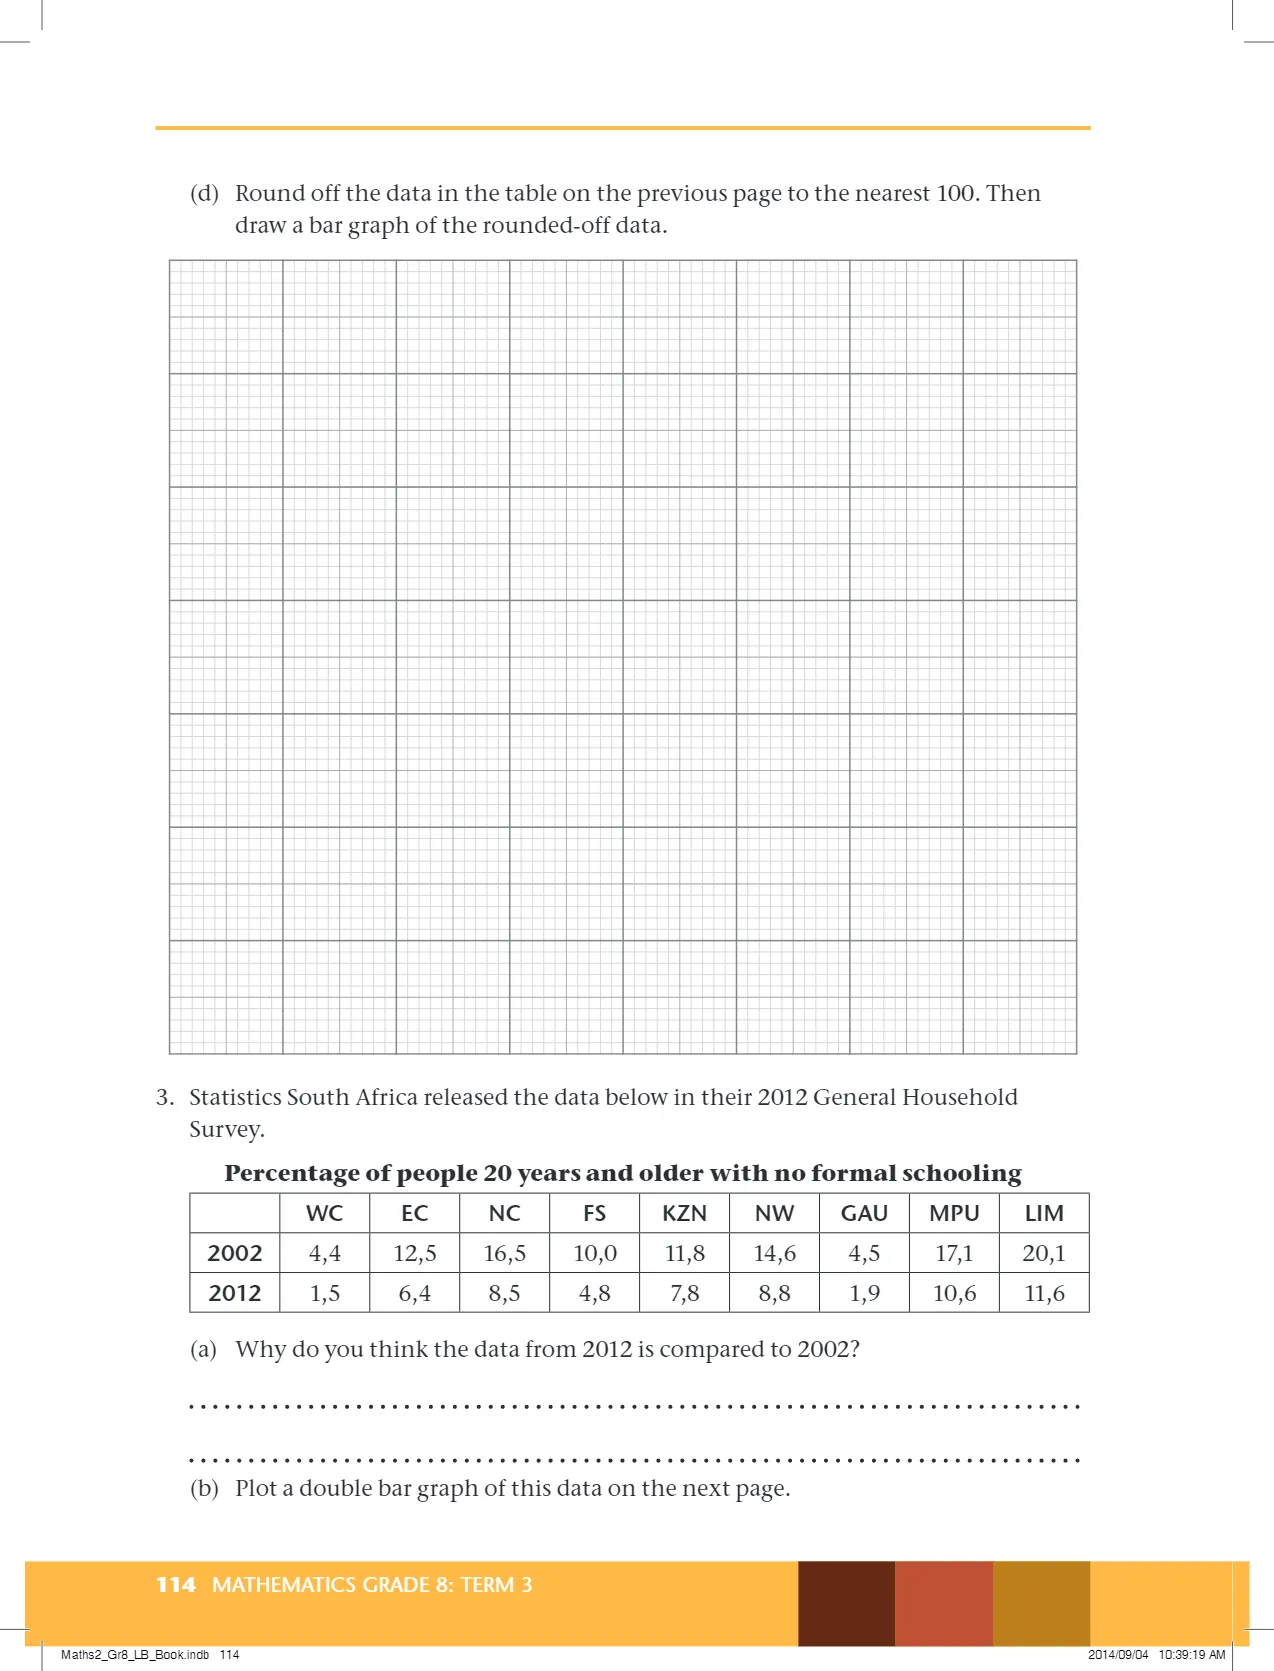 (d) Round off the data in the table on the previous page to the nearest 100. Then
draw a bar graph of the rounded-off data.
3. Statistics South Africa released the data below in their 2012 General Household
Survey.
Percentage of people 20 years and older with no formal schooling
WC EC NC FS KZN NW GAU MPU LIM
2002 4,4 12,5 16,5 10,0 11,8 14,6 4,5 17,1 20,1
2012 1,5 6,4 8,5 4,8 7,8 8,8 1,9 10,6 11,6
(a) Why do you think the data from 2012 is compared to 2002?
(b) Plot a double bar graph of this data on the next page.
114 MATHEMATICS GRADE 8: TERM 3
Maths2_Gr8_LB_Book.indb 114 2014/09/04 10:39:19 AM